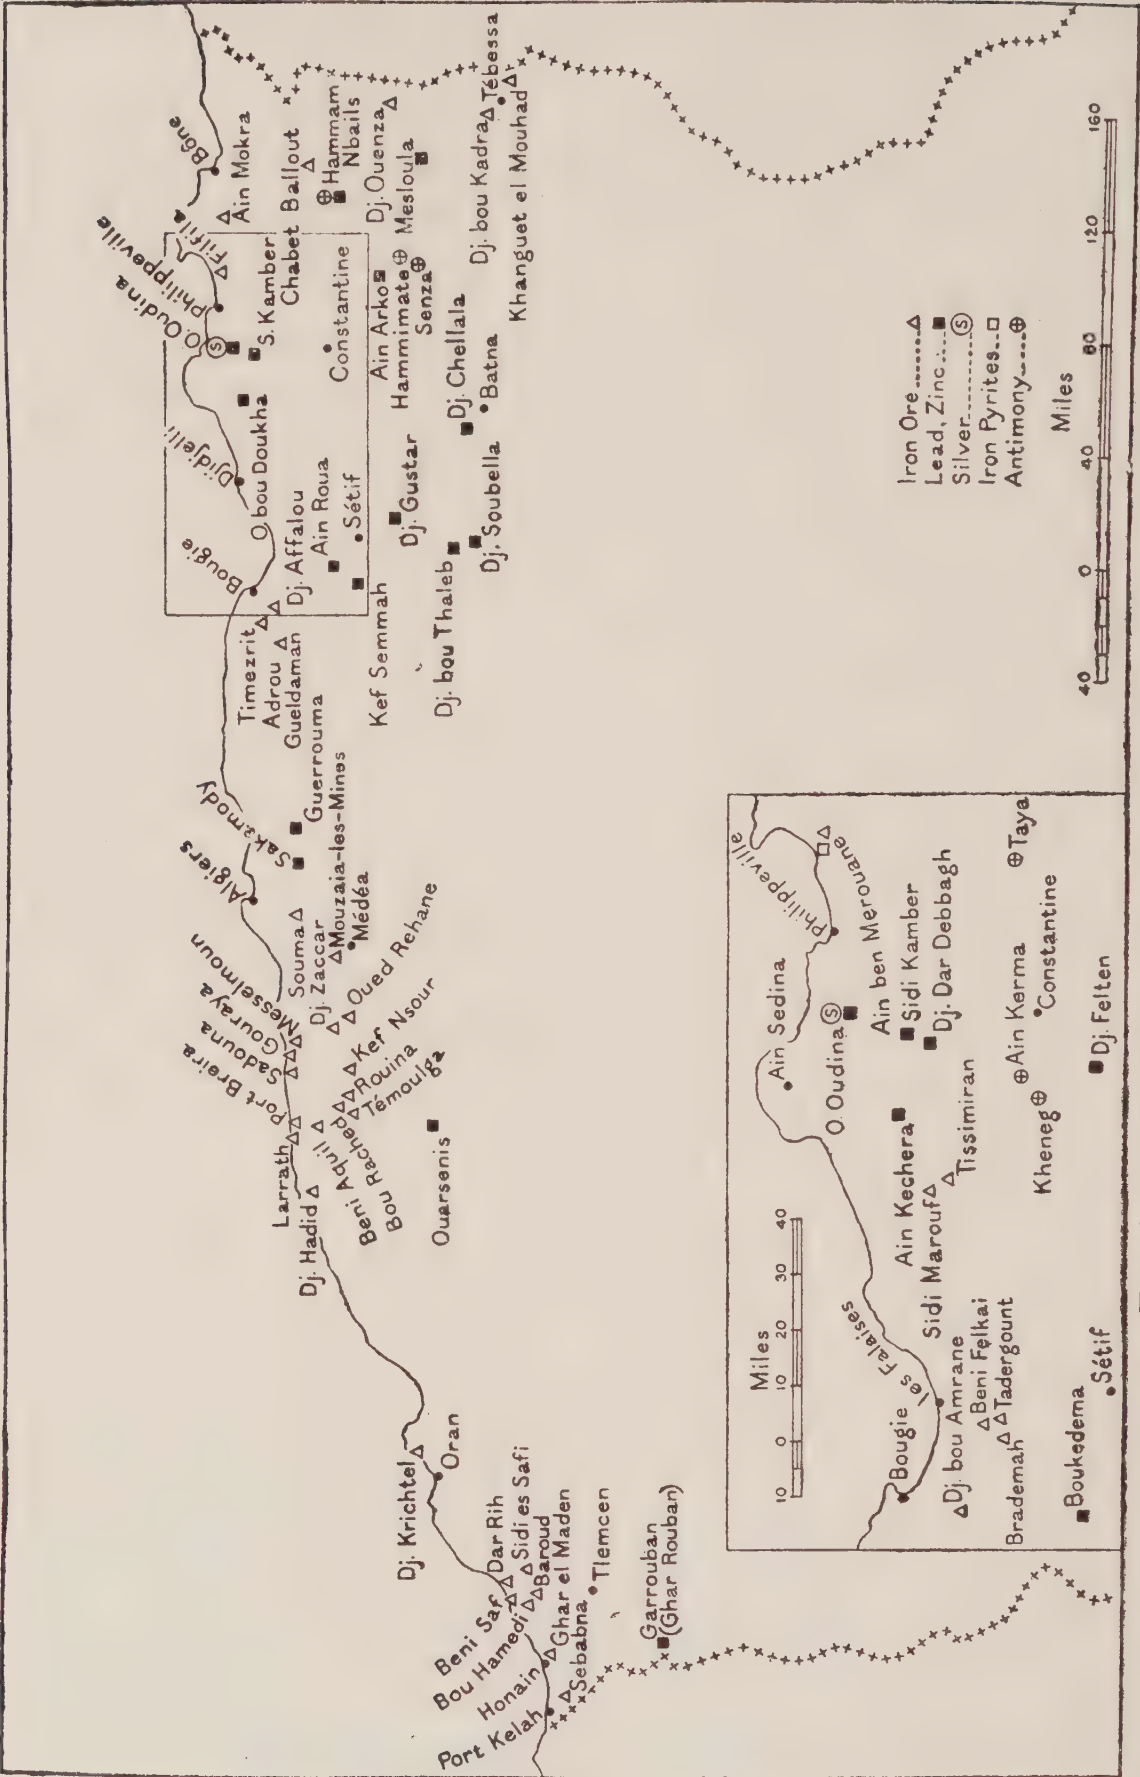 Port Kelah
Honain
Bou Hamedi
Beni Saf
Dar Rih
Sidi es Safi
Baroud
Ghar el Maden
Sebabna
Tlemcen
Garrouban
(Ghar Rouban)
Dj. Krichtel
Oran
Dj. Hadid
Larrath
Port Breira
Sadouna
Gouraya
Messelmoun
Beni Aquil
Bou Rached
Témoulga
Rouina
Kef Nsour
Oued Rehane
Ouarsenis
Dj. Zaccar
Souma
Mouzaia-les-Mines
Médéa
Algiers
Sakamody
Guerrouma
Timezrit
Adrou
Gueldaman
Bougie
Djidjelli
O. Oudina
Philippeville
Filfila
Bône
Ain Mokra
S. Kamber
Chabet Ballout
Hammam
Nbails
O. bou Doukha
Dj. Affalou
Ain Roua
Sétif
Constantine
Kef Semmah
Dj. bou Thaleb
Dj. Gustar
Dj. Soubella
Dj. Chellala
Batna
Ain Arko
Hammimate
Senza
Dj. Ouenza
Mesloula
Dj. bou Kadra
Tébessa
Khanguet el Mouhad
Iron Ore
Lead, Zinc
Silver
S
S
Iron Pyrites
Antimony
Miles
40 0 40 80 120 160
Miles
10 0 10 20 30 40
Bougie
les Falaises
Ain Sedina
Philippeville
O. Oudina
S
Ain ben Merouane
Sidi Kamber
Dj. Dar Debbagh
Ain Kechera
Sidi Marouf
Tissimiran
Dj. bou Amrane
Beni Felkai
Brademah
Tadergount
Kheneg
Ain Kerma
Taya
Constantine
Boukedema
Sétif
Dj. Felten